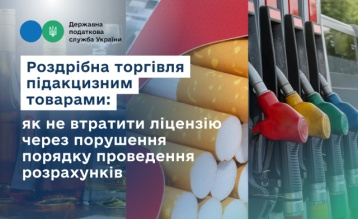 Державна
податкова
служба України
Роздрібна торгівля
підакцизним
товарами:
як не втратити ліцензію
через порушення
порядку проведення
розрахунків